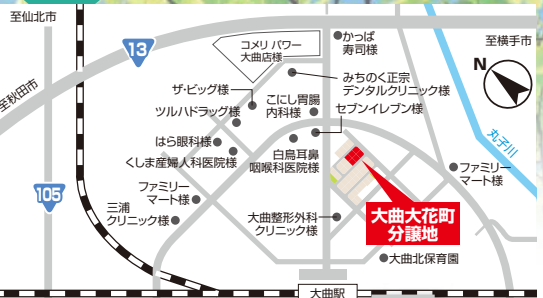 至仙北市
13
コメリ パワー
大曲店様
かっぱ
寿司様
至横手市
N
至秋田市
ザ・ビッグ様
みちのく正宗
デンタルクリニック様
こにし胃腸
内科様
ツルハドラッグ様
セブンイレブン様
丸子川
はら眼科様
くしま産婦人科医院様
白鳥耳鼻
咽喉科医院様
ファミリー
マート様
105
ファミリー
マート様
三浦
クリニック様
大曲整形外科
クリニック様
大曲大花町
分譲地
大曲北保育園
大曲駅